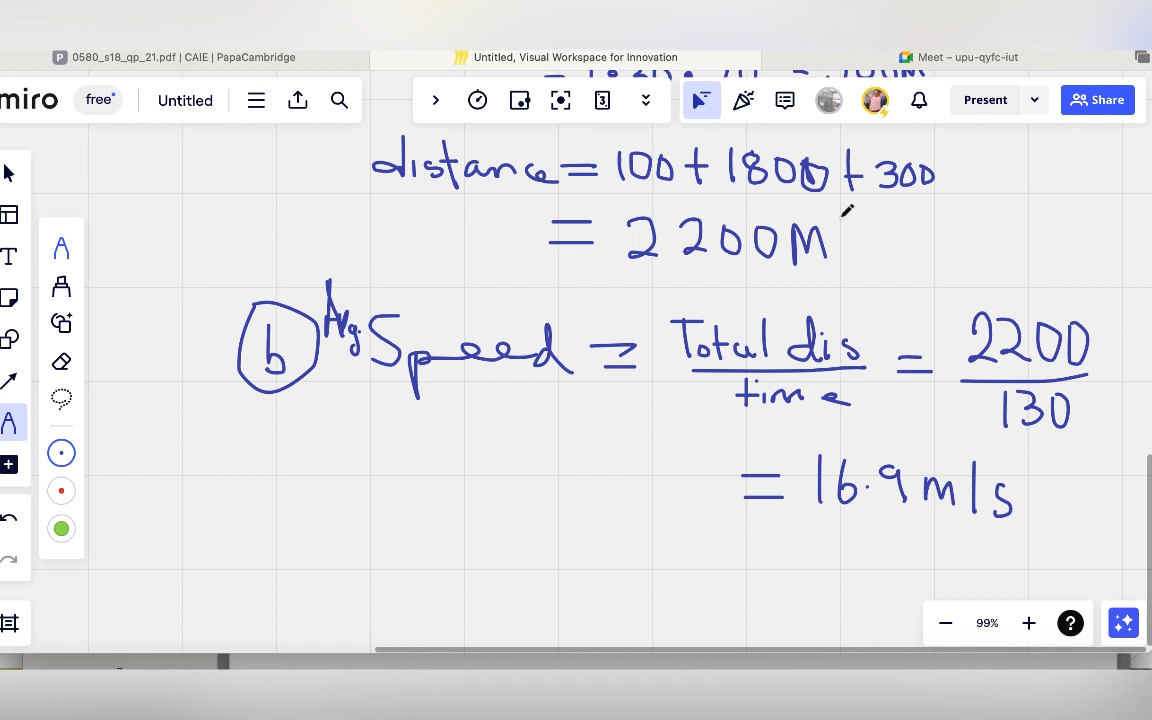 0580_s18_qp_21.pdf | CAIE | PapaCambridge
Untitled, Visual Workspace for Innovation
Meet – upu-qyfc-iut
miro
free
Untitled
3
Present
Share
distance = 100 + 1800 + 300
= 2200M
b Avg. Speed = Total dis / time = 2200 / 130
= 16.9 m/s
99%
?